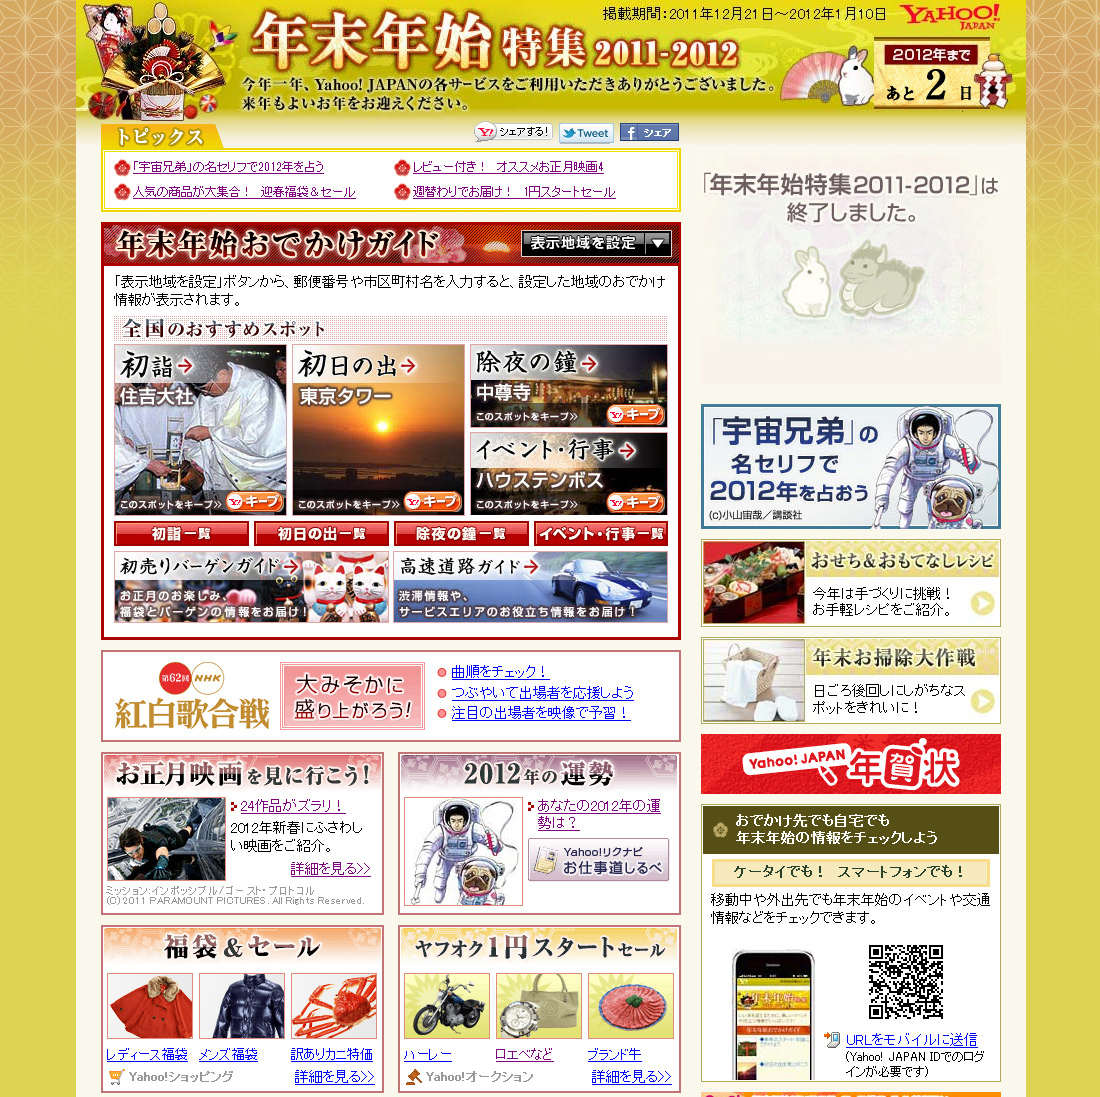 掲載期間：2011年12月21日～2012年1月10日
YAHOO!
JAPAN
年末年始特集 2011-2012
今年一年、Yahoo! JAPANの各サービスをご利用いただきありがとうございました。
来年もよいお年をお迎えください。
2012年まで
あと 2 日
トピックス
シェアする!
Tweet
シェア
「宇宙兄弟」の名セリフで2012年を占う
レビュー付き！ オススメお正月映画4
人気の商品が大集合！ 迎春福袋＆セール
週替わりでお届け！ 1円スタートセール
年末年始おでかけガイド
表示地域を設定
「表示地域を設定」ボタンから、郵便番号や市区町村名を入力すると、設定した地域のおでかけ
情報が表示されます。
全国のおすすめスポット
初詣
住吉大社
このスポットをキープ>>
キープ
初日の出
東京タワー
このスポットをキープ>>
キープ
除夜の鐘
中尊寺
このスポットをキープ>>
キープ
イベント・行事
ハウステンボス
このスポットをキープ>>
キープ
初詣一覧
初日の出一覧
除夜の鐘一覧
イベント・行事一覧
初売りバーゲンガイド
お正月のお楽しみ、
福袋とバーゲンの情報をお届け！
高速道路ガイド
渋滞情報や、
サービスエリアのお役立ち情報をお届け！
第62回 NHK
紅白歌合戦
大みそかに
盛り上がろう!
曲順をチェック！
つぶやいて出場者を応援しよう
注目の出場者を映像で予習！
お正月映画を見に行こう!
24作品がズラリ！
2012年新春にふさわし
い映画をご紹介。
詳細を見る>>
ミッション:インポッシブル/ゴースト・プロトコル
(C) 2011 PARAMOUNT PICTURES. All Rights Reserved.
2012年の運勢
あなたの2012年の運
勢は？
Yahoo!リクナビ
お仕事道しるべ
福袋＆セール
レディース福袋
メンズ福袋
訳ありカニ特価
Yahoo!ショッピング
詳細を見る>>
ヤフオク1円スタートセール
ハーレー
ロエベなど
ブランド牛
Yahoo!オークション
詳細を見る>>
「年末年始特集2011-2012」は
終了しました。
「宇宙兄弟」の
名セリフで
2012年を占おう
(c)小山宙哉／講談社
おせち＆おもてなしレシピ
今年は手づくりに挑戦！
お手軽レシピをご紹介。
年末お掃除大作戦
日ごろ後回しにしがちなス
ポットをきれいに！
Yahoo! JAPAN 年賀状
おでかけ先でも自宅でも
年末年始の情報をチェックしよう
ケータイでも！ スマートフォンでも！
移動中や外出先でも年末年始のイベントや交通
情報などをチェックできます。
年末年始
URLをモバイルに送信
(Yahoo! JAPAN IDでのログ
インが必要です)